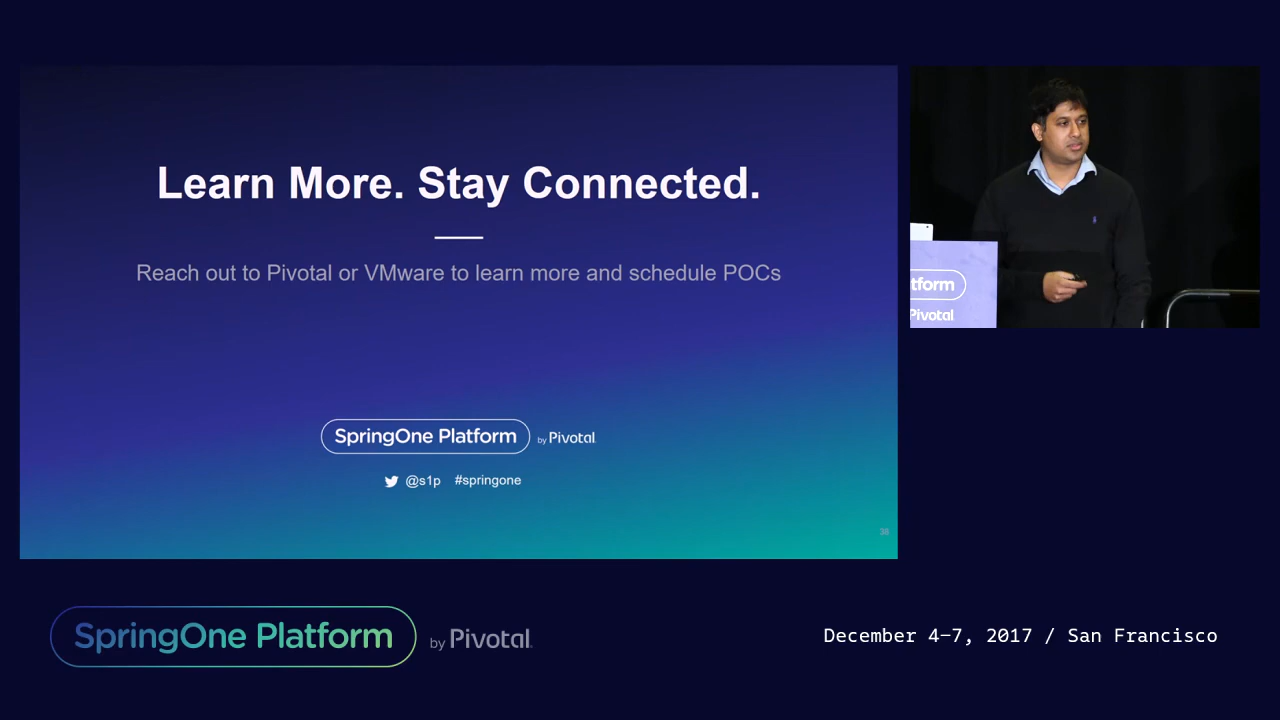 Learn More. Stay Connected.
Reach out to Pivotal or VMware to learn more and schedule POCs
SpringOne Platform by Pivotal
@s1p #springone
36
tform
Pivotal
SpringOne Platform by Pivotal
December 4–7, 2017 / San Francisco